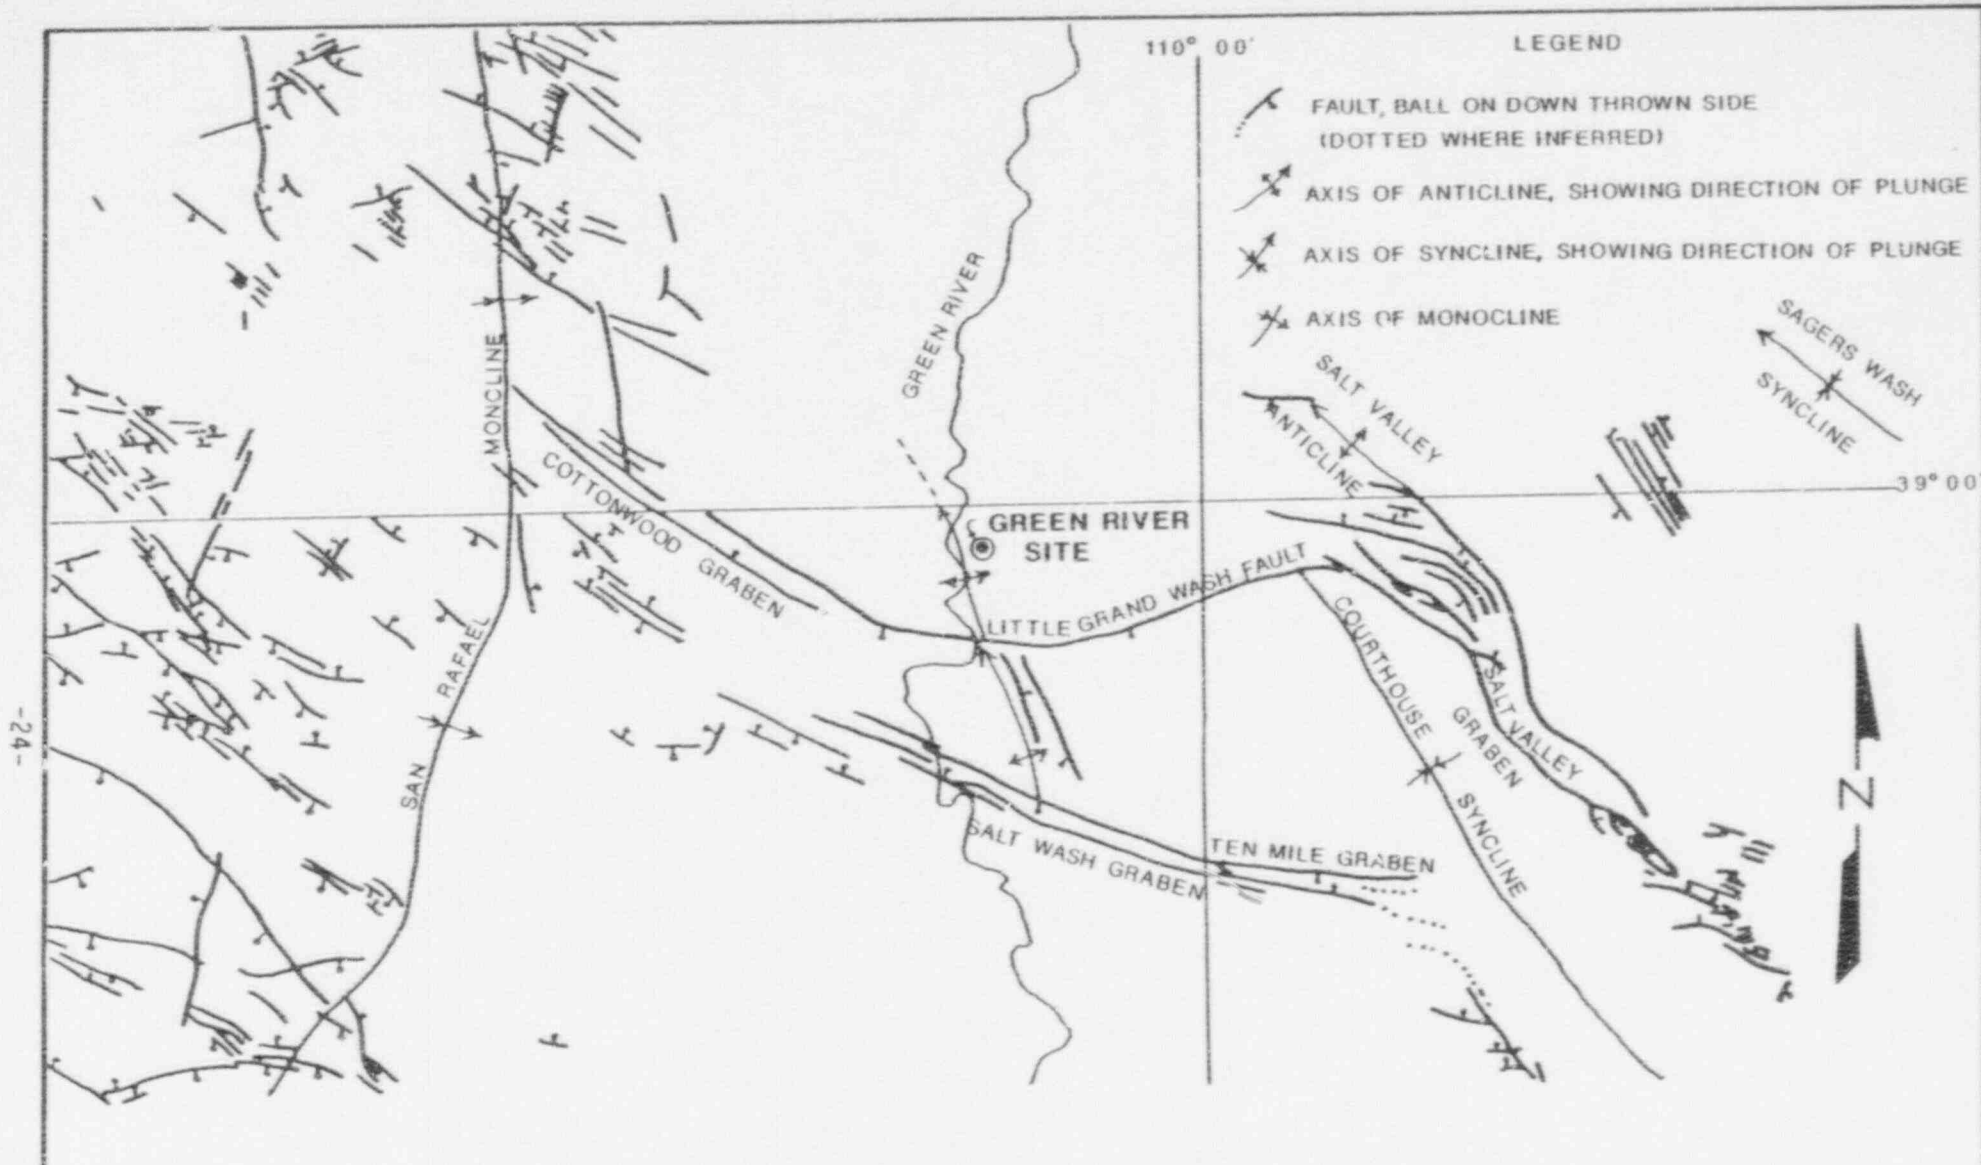 110° 00'
LEGEND
FAULT, BALL ON DOWN THROWN SIDE
(DOTTED WHERE INFERRED)
AXIS OF ANTICLINE, SHOWING DIRECTION OF PLUNGE
AXIS OF SYNCLINE, SHOWING DIRECTION OF PLUNGE
AXIS OF MONOCLINE
SAGERS WASH
SYNCLINE
SALT VALLEY
ANTICLINE
GREEN RIVER
39° 00'
MONCLINE
COTTONWOOD GRABEN
GREEN RIVER
SITE
LITTLE GRAND WASH FAULT
SAN RAFAEL
COURTHOUSE SYNCLINE
SALT VALLEY
GRABEN
TEN MILE GRABEN
SALT WASH GRABEN
N
-24-